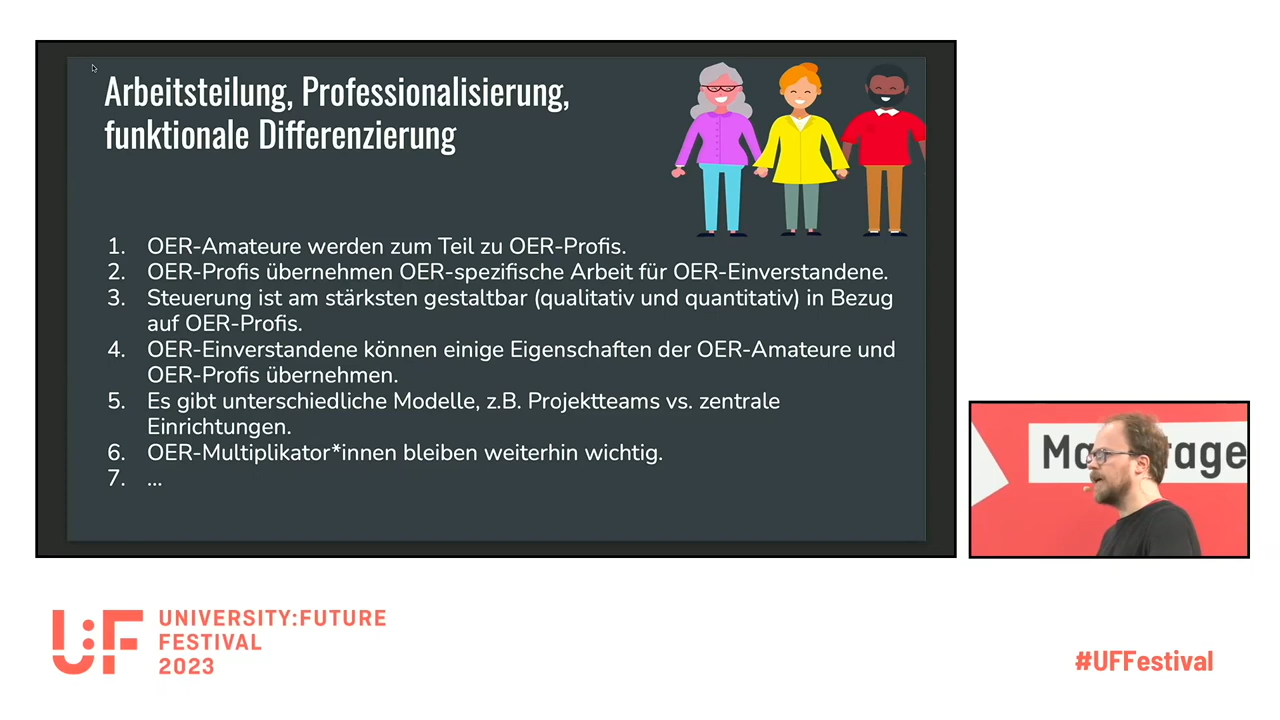 Arbeitsteilung, Professionalisierung,
funktionale Differenzierung
1. OER-Amateure werden zum Teil zu OER-Profis.
2. OER-Profis übernehmen OER-spezifische Arbeit für OER-Einverstandene.
3. Steuerung ist am stärksten gestaltbar (qualitativ und quantitativ) in Bezug
auf OER-Profis.
4. OER-Einverstandene können einige Eigenschaften der OER-Amateure und
OER-Profis übernehmen.
5. Es gibt unterschiedliche Modelle, z.B. Projektteams vs. zentrale
Einrichtungen.
6. OER-Multiplikator*innen bleiben weiterhin wichtig.
7. ...
U:F
UNIVERSITY:FUTURE
FESTIVAL
2023
#UFFestival